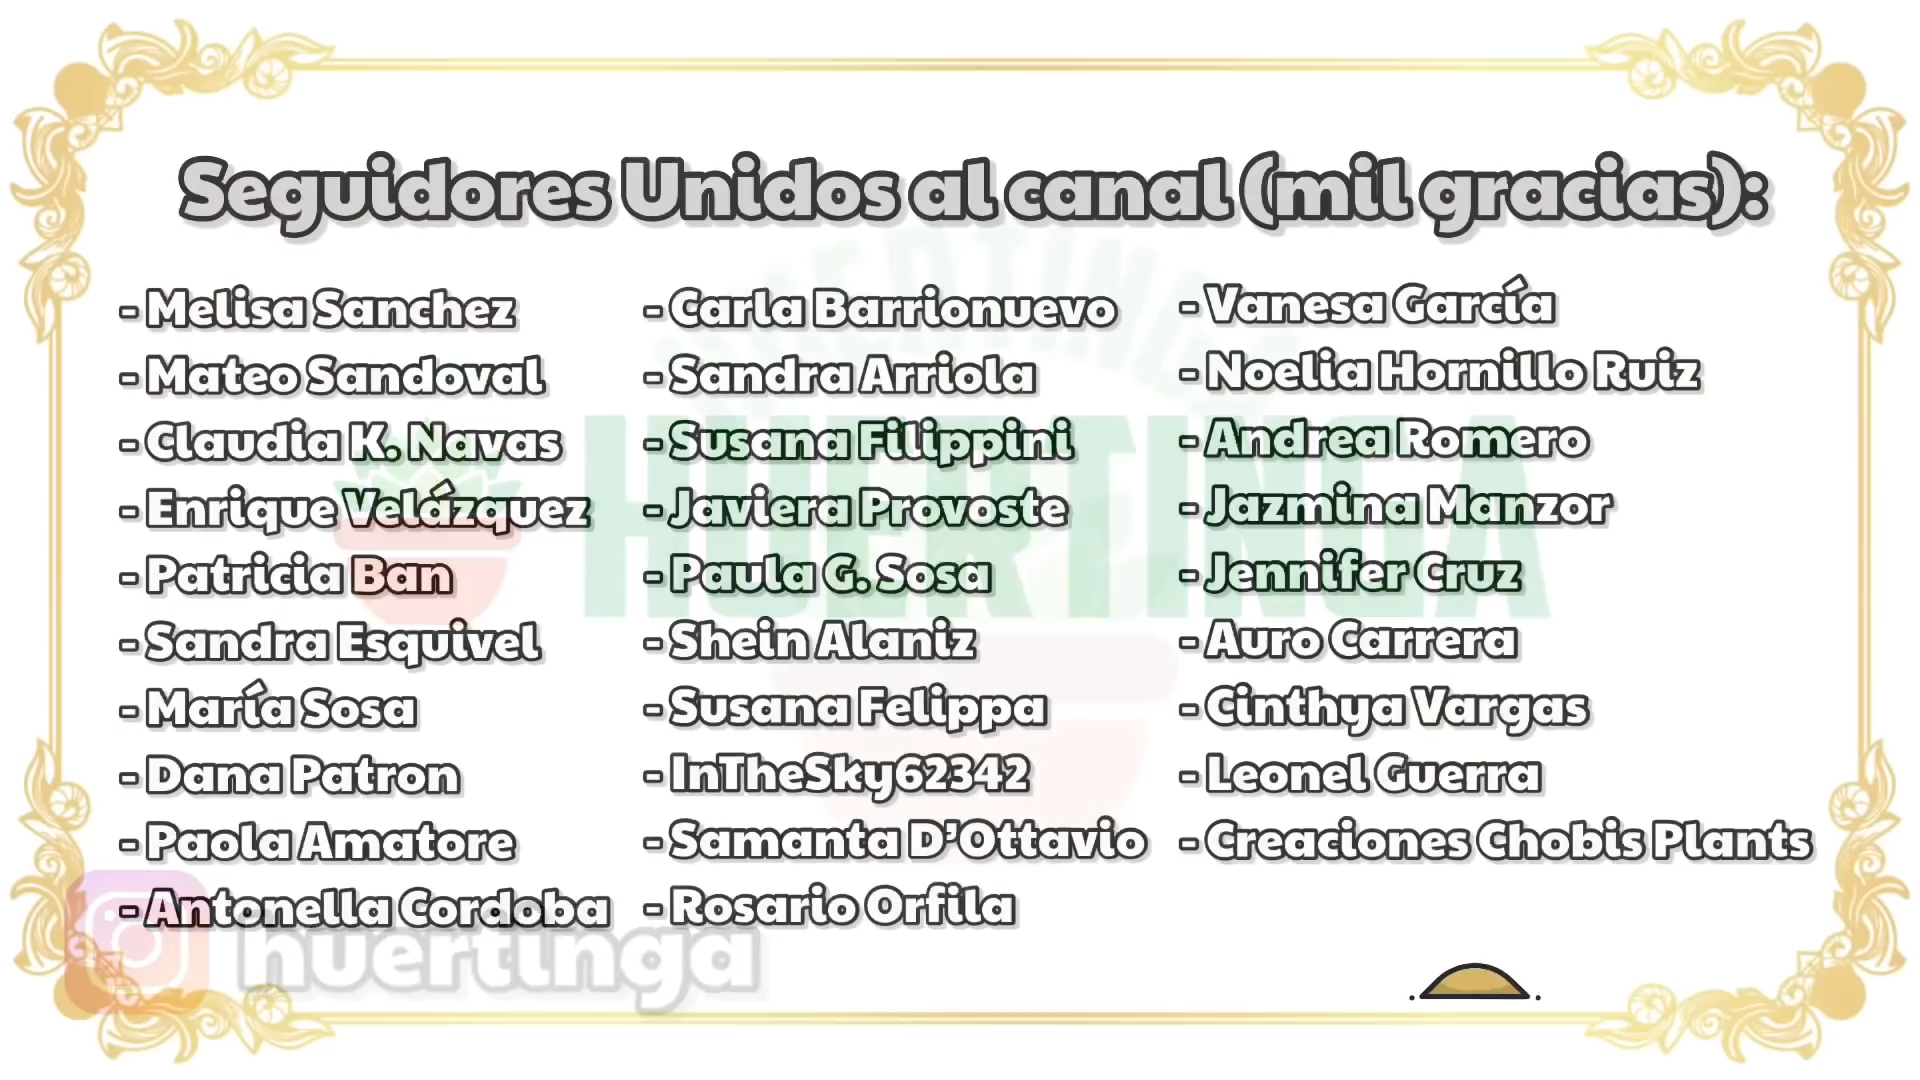 Seguidores Unidos al canal (mil gracias):
- Melisa Sanchez
- Mateo Sandoval
- Claudia K. Navas
- Enrique Velázquez
- Patricia Ban
- Sandra Esquivel
- María Sosa
- Dana Patron
- Paola Amatore
- Antonella Cordoba
- Carla Barrionuevo
- Sandra Arriola
- Susana Filippini
- Javiera Provoste
- Paula G. Sosa
- Shein Alaniz
- Susana Felippa
- InTheSky62342
- Samanta D'Ottavio
- Rosario Orfila
- Vanesa García
- Noelia Hornillo Ruiz
- Andrea Romero
- Jazmina Manzor
- Jennifer Cruz
- Auro Carrera
- Cinthya Vargas
- Leonel Guerra
- Creaciones Chobis Plants
HUERTINGA
HUERTINGA
huertinga